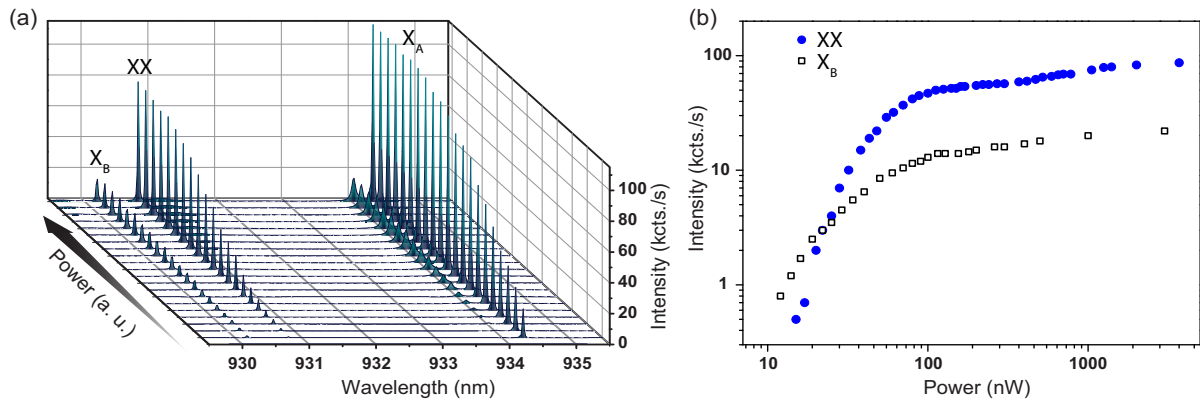 (a)
X_A
XX
X_B
100
80
60
40
20
0
Intensity (kcts./s)
Power (a. u.)
930 931 932 933 934 935
Wavelength (nm)
(b)
XX
X_B
100
10
1
Intensity (kcts./s)
10 100 1000
Power (nW)